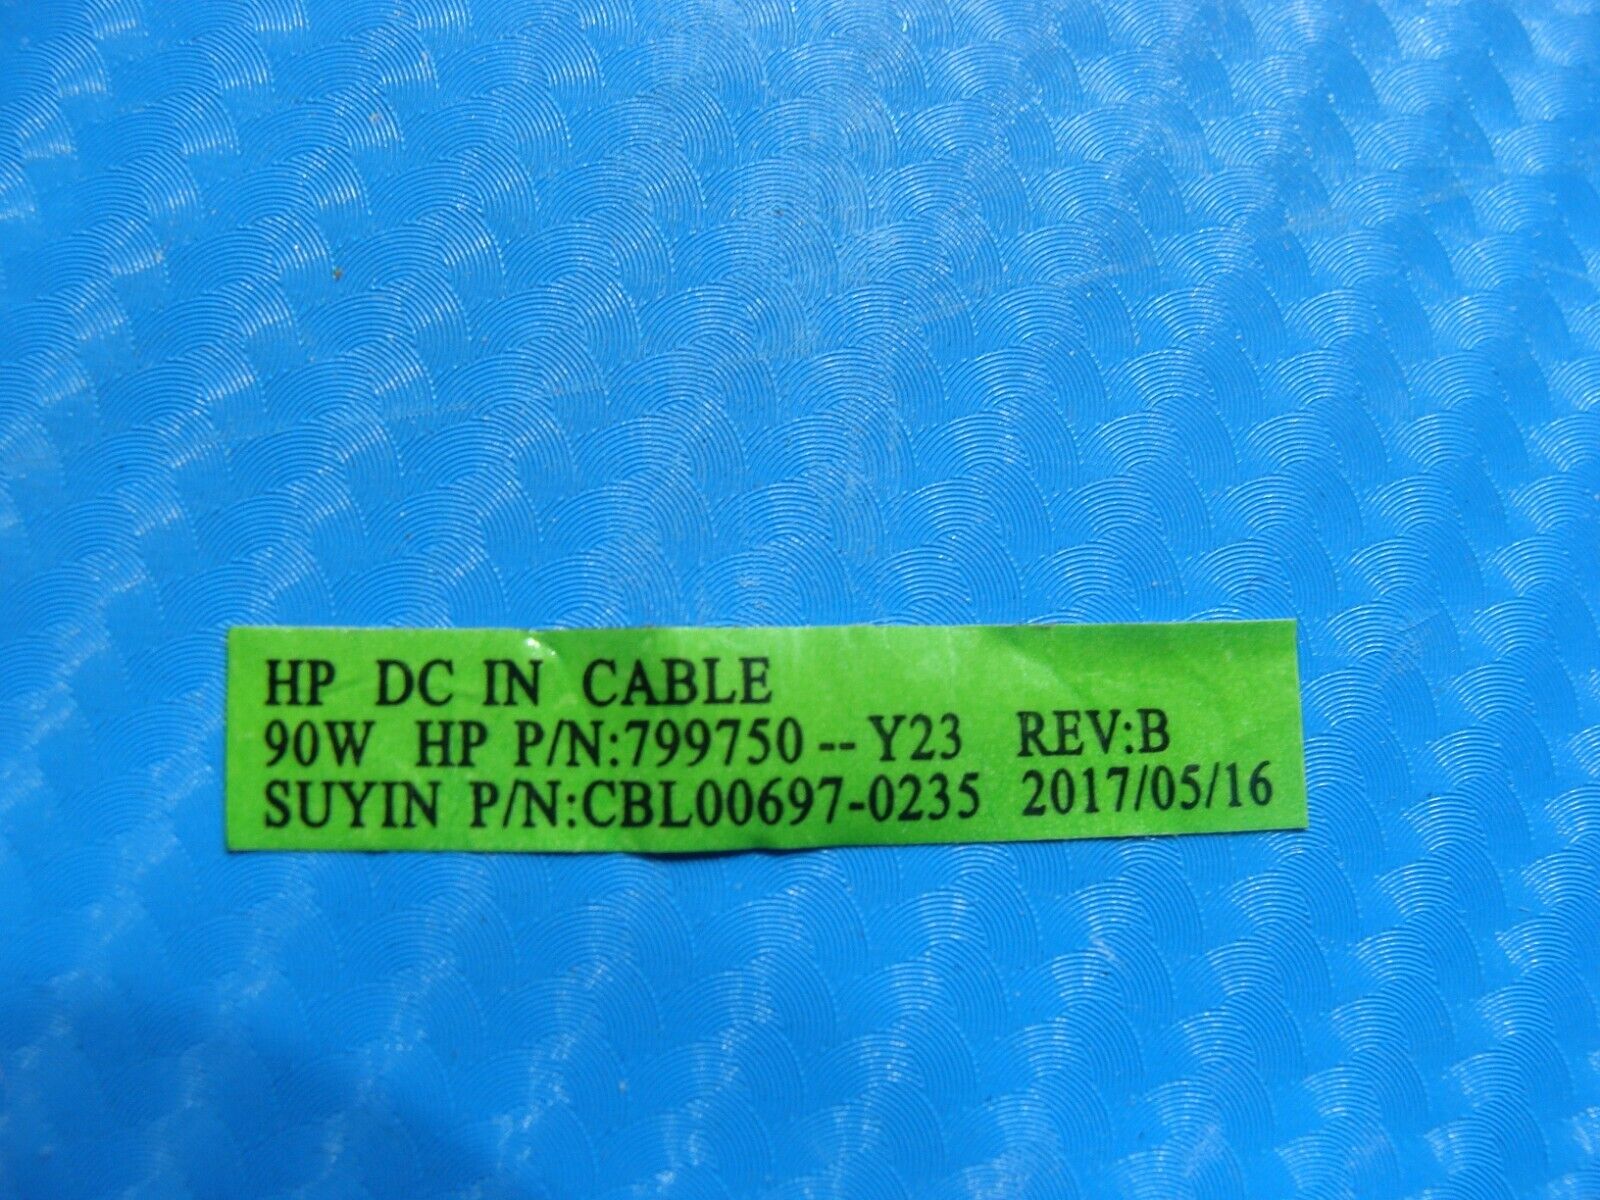 HP DC IN CABLE
90W HP P/N:799750--Y23 REV:B
SUYIN P/N:CBL00697-0235 2017/05/16